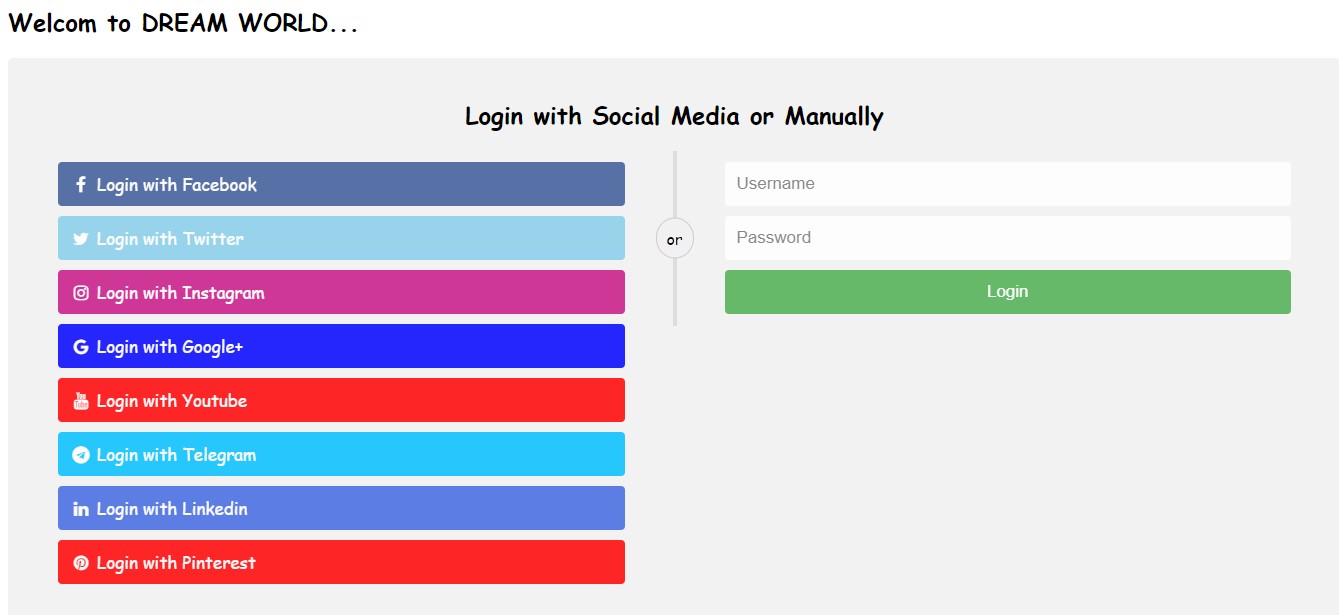 Welcom to DREAM WORLD...
Login with Social Media or Manually
Login with Facebook
Login with Twitter
Login with Instagram
Login with Google+
Login with Youtube
Login with Telegram
Login with Linkedin
Login with Pinterest
or
Username
Password
Login